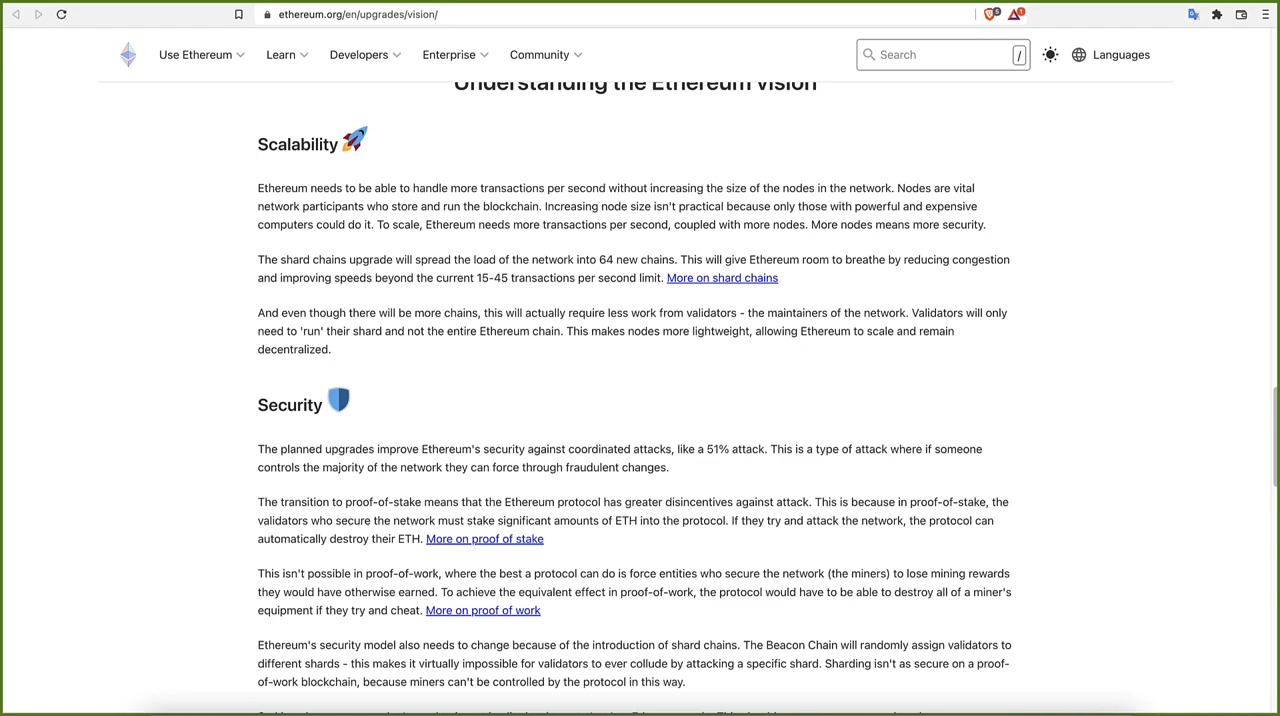 ethereum.org/en/upgrades/vision/
5
1
Use Ethereum
Learn
Developers
Enterprise
Community
Search
/
Languages
Understanding the Ethereum vision
Scalability
Ethereum needs to be able to handle more transactions per second without increasing the size of the nodes in the network. Nodes are vital
network participants who store and run the blockchain. Increasing node size isn't practical because only those with powerful and expensive
computers could do it. To scale, Ethereum needs more transactions per second, coupled with more nodes. More nodes means more security.
The shard chains upgrade will spread the load of the network into 64 new chains. This will give Ethereum room to breathe by reducing congestion
and improving speeds beyond the current 15-45 transactions per second limit. More on shard chains
And even though there will be more chains, this will actually require less work from validators - the maintainers of the network. Validators will only
need to 'run' their shard and not the entire Ethereum chain. This makes nodes more lightweight, allowing Ethereum to scale and remain
decentralized.
Security
The planned upgrades improve Ethereum's security against coordinated attacks, like a 51% attack. This is a type of attack where if someone
controls the majority of the network they can force through fraudulent changes.
The transition to proof-of-stake means that the Ethereum protocol has greater disincentives against attack. This is because in proof-of-stake, the
validators who secure the network must stake significant amounts of ETH into the protocol. If they try and attack the network, the protocol can
automatically destroy their ETH. More on proof of stake
This isn't possible in proof-of-work, where the best a protocol can do is force entities who secure the network (the miners) to lose mining rewards
they would have otherwise earned. To achieve the equivalent effect in proof-of-work, the protocol would have to be able to destroy all of a miner's
equipment if they try and cheat. More on proof of work
Ethereum's security model also needs to change because of the introduction of shard chains. The Beacon Chain will randomly assign validators to
different shards - this makes it virtually impossible for validators to ever collude by attacking a specific shard. Sharding isn't as secure on a proof-
of-work blockchain, because miners can't be controlled by the protocol in this way.